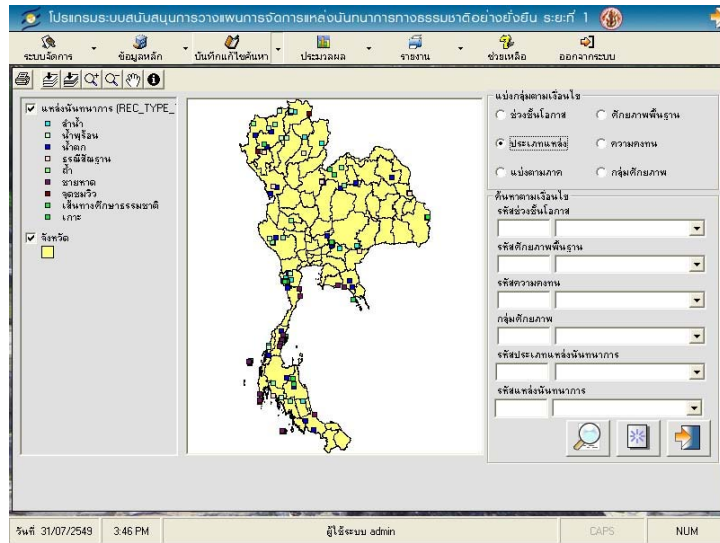 โปรแกรมระบบสนับสนุนการวางแผนการจัดการแหล่งนันทนาการทางธรรมชาติอย่างยั่งยืน ระยะที่ 1
ระบบจัดการ ข้อมูลหลัก บันทึกแก้ไขค้นหา ประมวลผล รายงาน ช่วยเหลือ ออกจากระบบ
แหล่งนันทนาการ (REC_TYPE_
ลำน้ำ
น้ำพุร้อน
น้ำตก
ธรณีสัณฐาน
ถ้ำ
ชายหาด
จุดชมวิว
เส้นทางศึกษาธรรมชาติ
เกาะ
จังหวัด
แบ่งกลุ่มตามเงื่อนไข
ช่วงชั้นโอกาส ศักยภาพพื้นฐาน
ประเภทแหล่ง ความคงทน
แบ่งตามภาค กลุ่มศักยภาพ
ค้นหาตามเงื่อนไข
รหัสช่วงชั้นโอกาส
รหัสศักยภาพพื้นฐาน
รหัสความคงทน
กลุ่มศักยภาพ
รหัสประเภทแหล่งนันทนาการ
รหัสแหล่งนันทนาการ
วันที่ 31/07/2549 3:46 PM ผู้ใช้ระบบ admin CAPS NUM